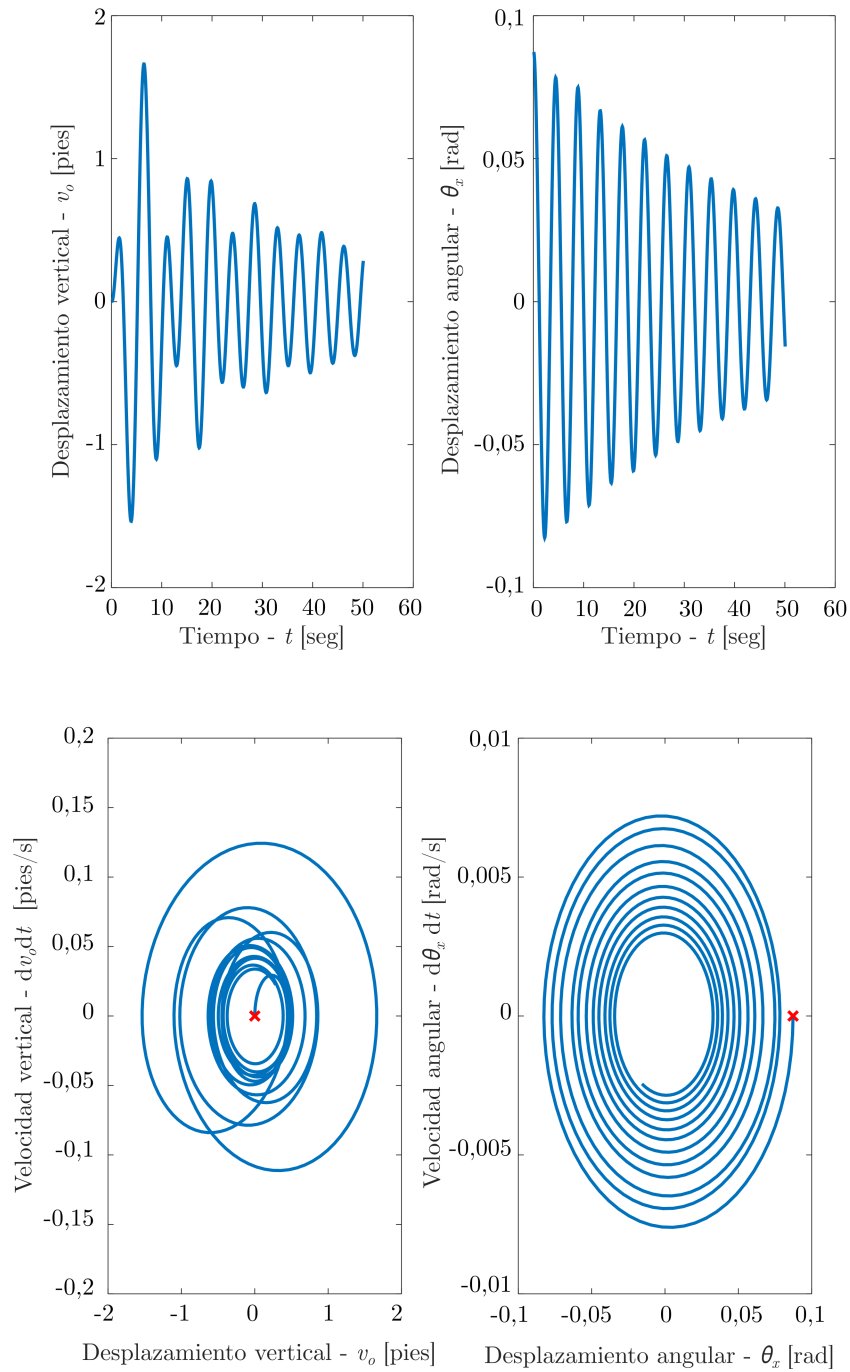 Desplazamiento vertical - v_o [pies]
2
1
0
-1
-2
0 10 20 30 40 50 60
Tiempo - t [seg]
Desplazamiento angular - θ_x [rad]
0,1
0,05
0
-0,05
-0,1
0 10 20 30 40 50 60
Tiempo - t [seg]
Velocidad vertical - dv_odt [pies/s]
0,2
0,15
0,1
0,05
0
-0,05
-0,1
-0,15
-0,2
-2 -1 0 1 2
Desplazamiento vertical - v_o [pies]
Velocidad angular - dθ_x dt [rad/s]
0,01
0,005
0
-0,005
-0,01
-0,1 -0,05 0 0,05 0,1
Desplazamiento angular - θ_x [rad]